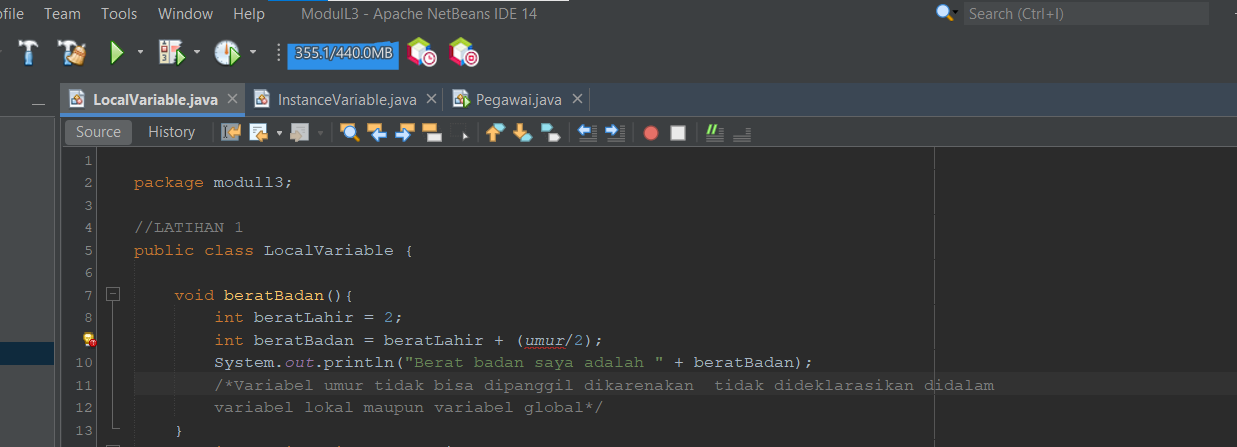 ofile Team Tools Window Help ModulL3 - Apache NetBeans IDE 14 Search (Ctrl+I)
355.1/440.0MB
LocalVariable.java InstanceVariable.java Pegawai.java
Source History
1
2 package modull3;
3
4 //LATIHAN 1
5 public class LocalVariable {
6
7 void beratBadan(){
8 int beratLahir = 2;
int beratBadan = beratLahir + (umur/2);
10 System.out.println("Berat badan saya adalah " + beratBadan);
11 /*Variabel umur tidak bisa dipanggil dikarenakan  tidak dideklarasikan didalam
12 variabel lokal maupun variabel global*/
13 }